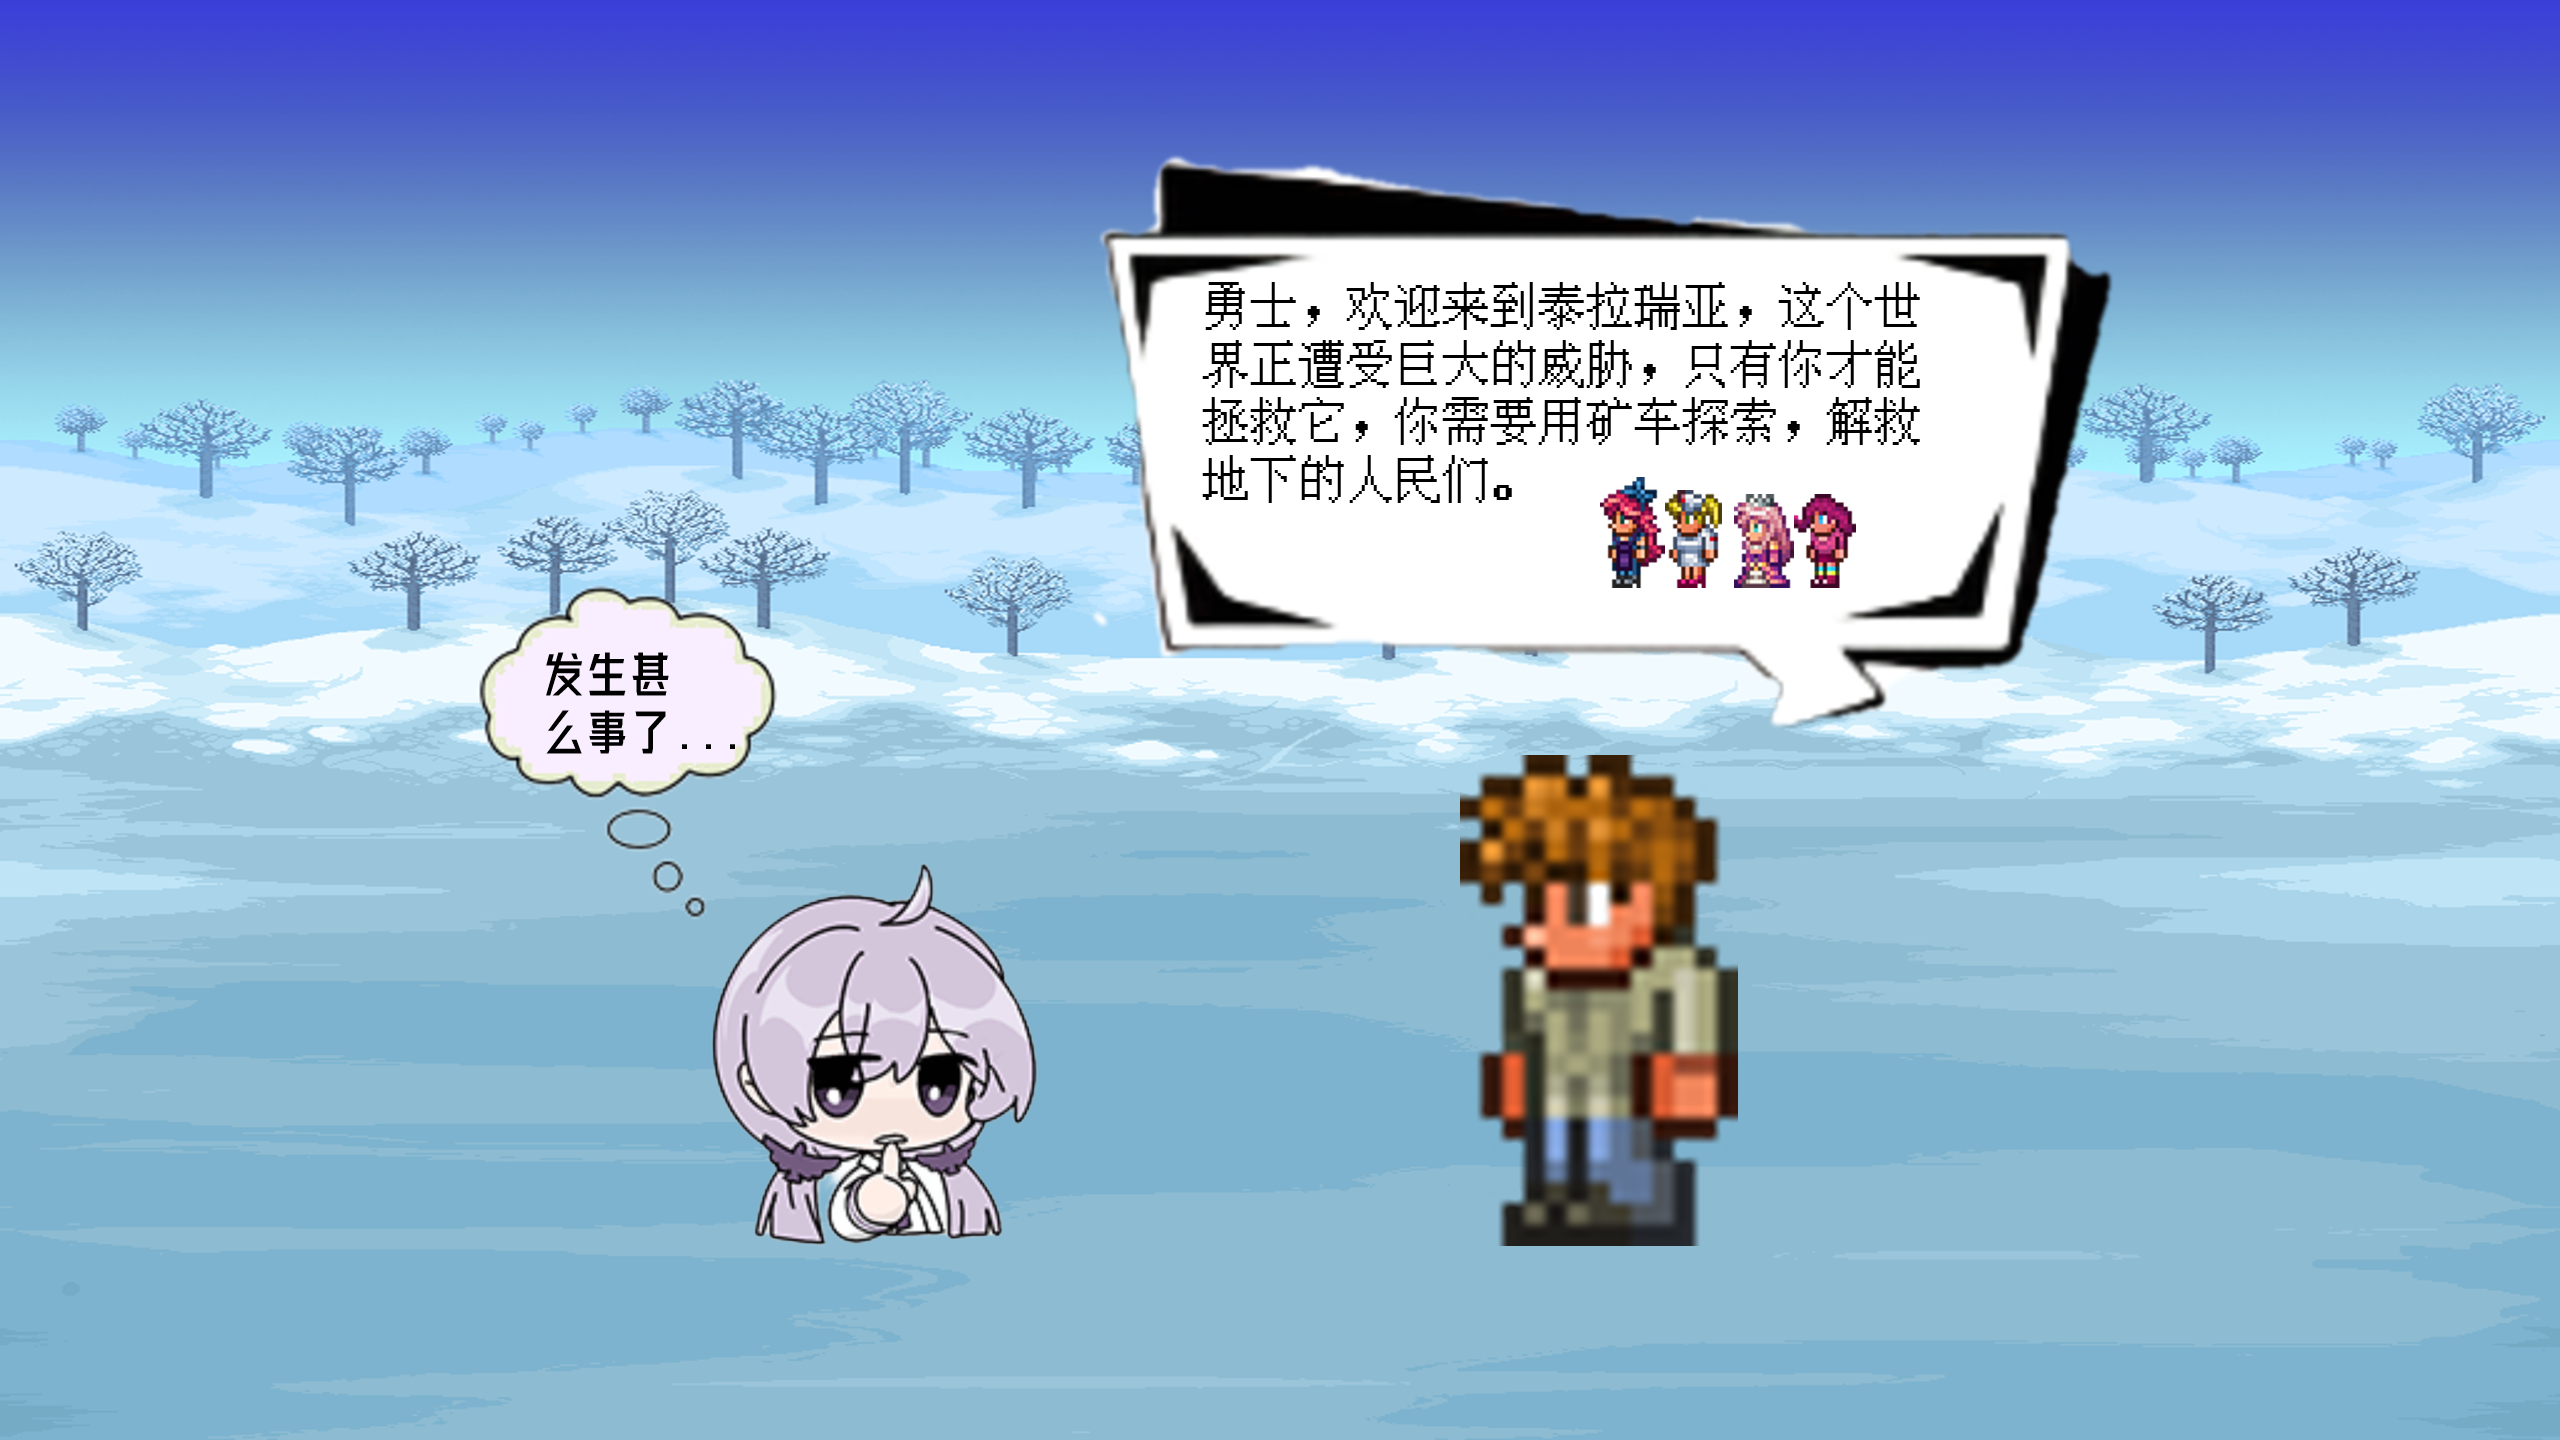 勇士，欢迎来到泰拉瑞亚，这个世
界正遭受巨大的威胁，只有你才能
拯救它，你需要用矿车探索，解救
地下的人民们。
发生甚
么事了...